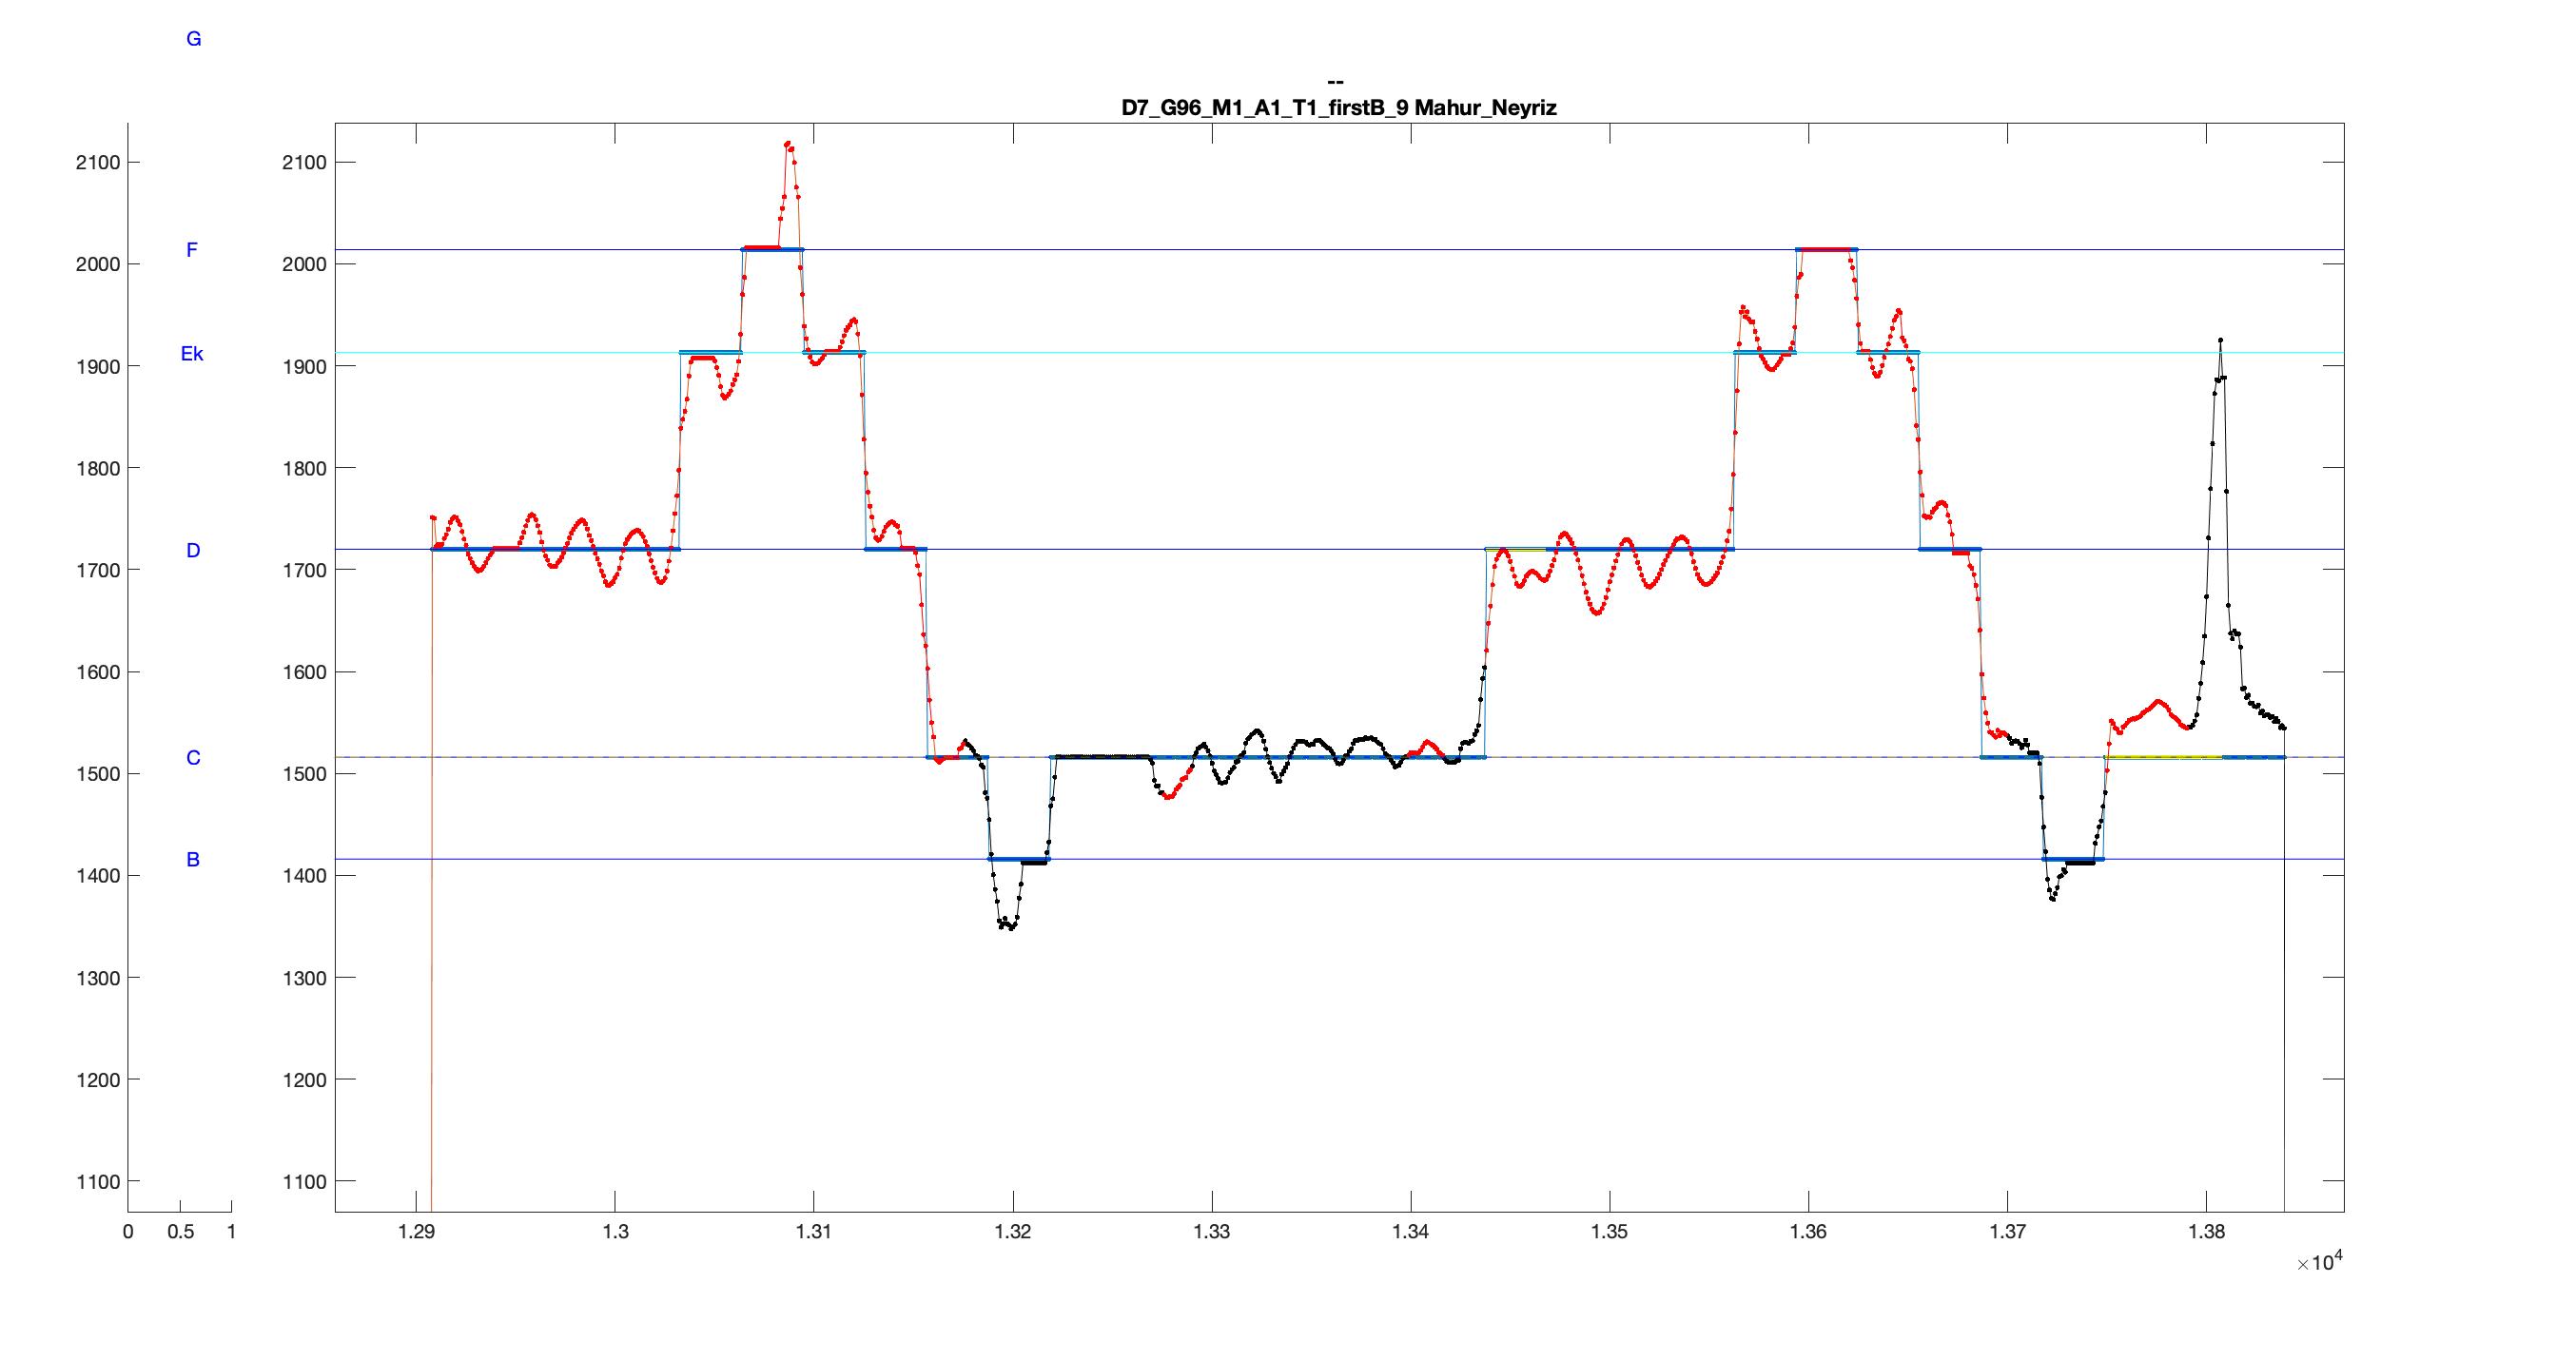 G
--
D7_G96_M1_A1_T1_firstB_9 Mahur_Neyriz
2100 2100
F
2000 2000
Ek
1900 1900
1800 1800
D
1700 1700
1600 1600
C
1500 1500
B
1400 1400
1300 1300
1200 1200
1100 1100
0 0.5 1 1.29 1.3 1.31 1.32 1.33 1.34 1.35 1.36 1.37 1.38
×10^4